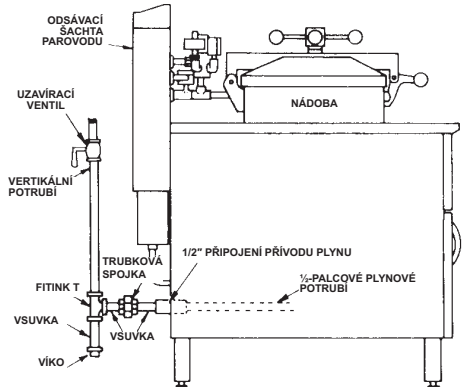 ODSÁVACÍ
ŠACHTA
PAROVODU
UZAVÍRACÍ
VENTIL
NÁDOBA
VERTIKÁLNÍ
POTRUBÍ
TRUBKOVÁ
SPOJKA
1/2" PŘIPOJENÍ PŘÍVODU PLYNU
½-PALCOVÉ PLYNOVÉ
POTRUBÍ
FITINK T
VSUVKA
VSUVKA
VÍKO